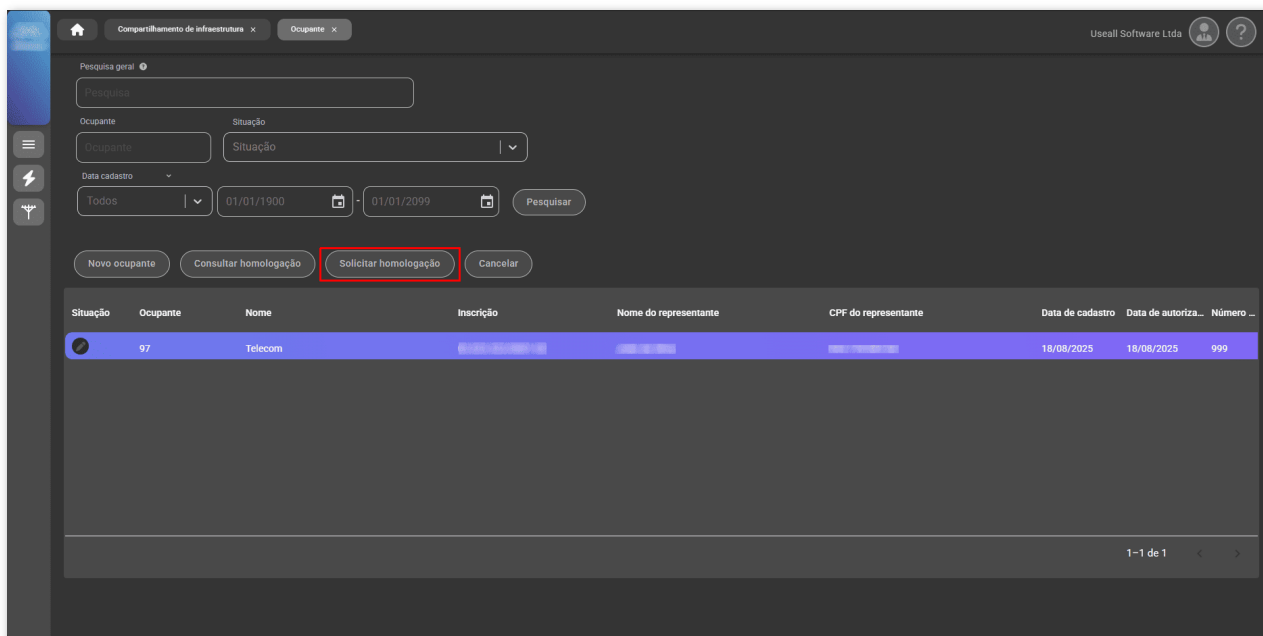 Compartilhamento de infraestrutura × Ocupante × Useall Software Ltda ?
Pesquisa geral ?
Pesquisa
Ocupante Situação
Ocupante Situação
Data cadastro
Todos 01/01/1900 - 01/01/2099 Pesquisar
Novo ocupante Consultar homologação Solicitar homologação Cancelar
Situação Ocupante Nome Inscrição Nome do representante CPF do representante Data de cadastro Data de autoriza... Número ...
97 Telecom 18/08/2025 18/08/2025 999
1–1 de 1